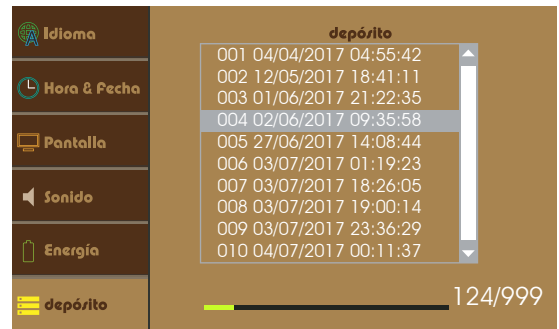 Idioma
Hora & Fecha
Pantalla
Sonido
Energía
depósito
depósito
001 04/04/2017 04:55:42
002 12/05/2017 18:41:11
003 01/06/2017 21:22:35
004 02/06/2017 09:35:58
005 27/06/2017 14:08:44
006 03/07/2017 01:19:23
007 03/07/2017 18:26:05
008 03/07/2017 19:00:14
009 03/07/2017 23:36:29
010 04/07/2017 00:11:37
124/999